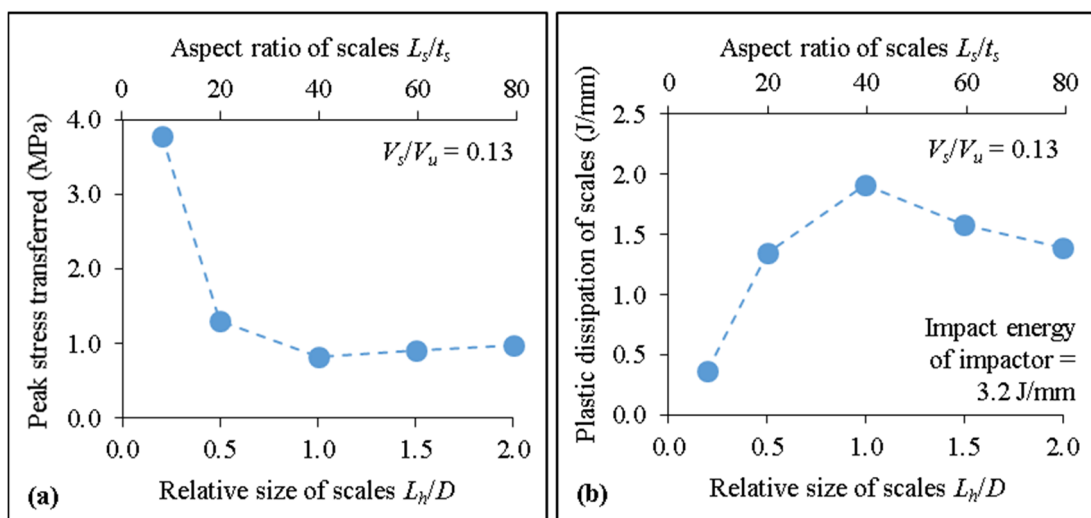 Aspect ratio of scales Ls/ts
0 20 40 60 80
Peak stress transferred (MPa)
4.0
3.0
2.0
1.0
0.0
Vs/Vu = 0.13
0.0 0.5 1.0 1.5 2.0
(a)
Relative size of scales Lh/D
Aspect ratio of scales Ls/ts
0 20 40 60 80
Plastic dissipation of scales (J/mm)
2.5
2.0
1.5
1.0
0.5
0.0
Vs/Vu = 0.13
Impact energy
of impactor =
3.2 J/mm
0.0 0.5 1.0 1.5 2.0
(b)
Relative size of scales Lh/D